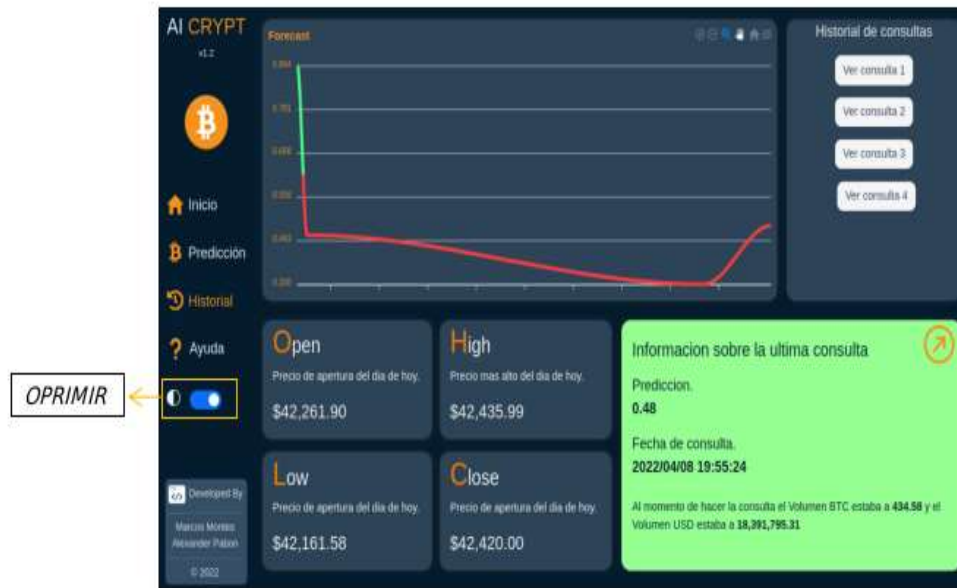 AI CRYPT
v1.2
Inicio
Predicción
Historial
Ayuda
OPRIMIR
Developed By
Marcos Montes
© 2022
Forecast
Historial de consultas
Ver consulta 1
Ver consulta 2
Ver consulta 3
Ver consulta 4
Open
Precio de apertura del dia de hoy.
$42,261.90
High
Precio mas alto del dia de hoy.
$42,435.99
Low
Precio de apertura del dia de hoy.
$42,161.58
Close
Precio de apertura del dia de hoy.
$42,420.00
Informacion sobre la ultima consulta
Prediccion.
0.48
Fecha de consulta.
2022/04/08 19:55:24
Al momento de hacer la consulta el Volumen BTC estaba a 434.58 y el
Volumen USD estaba a 18,391,795.31